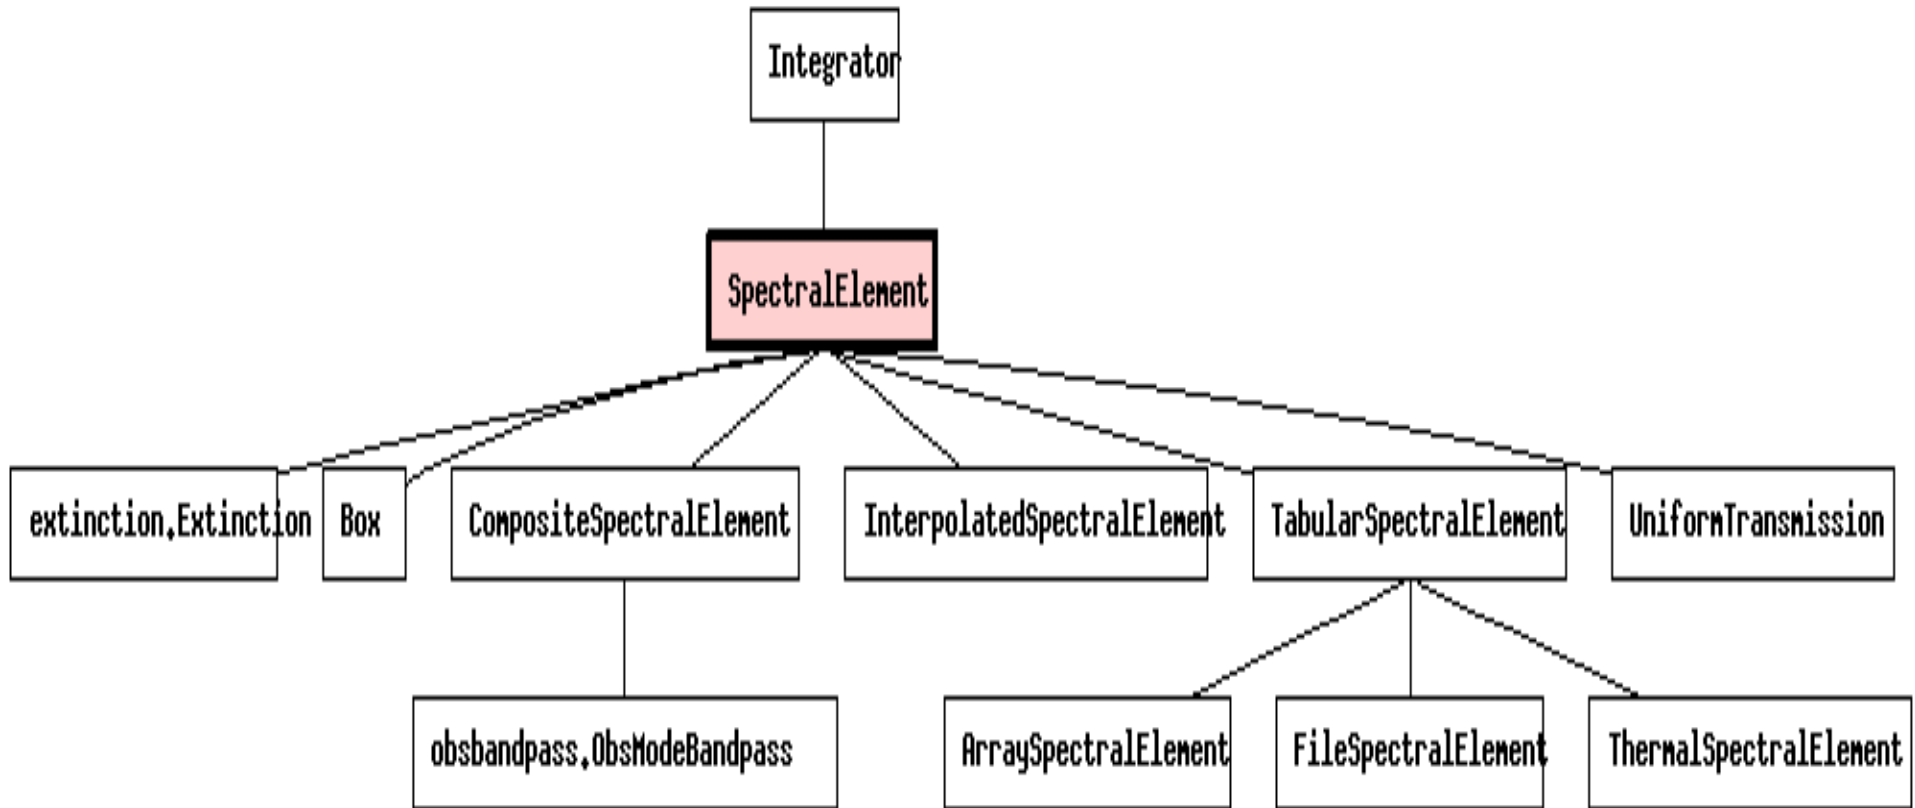 Integrator
SpectralElement
extinction.Extinction
Box
CompositeSpectralElement
InterpolatedSpectralElement
TabularSpectralElement
UniformTransmission
obsbandpass.ObsModeBandpass
ArraySpectralElement
FileSpectralElement
ThermalSpectralElement